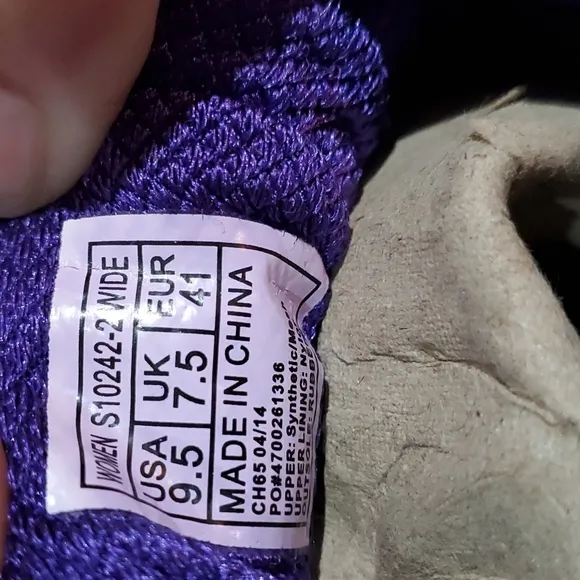 WOMEN S10242-2 WIDE
USA UK EUR
9.5 7.5 41
MADE IN CHINA
CH65 04/14
PO#4700261336
UPPER: Synthetic/
UPPER LINING: